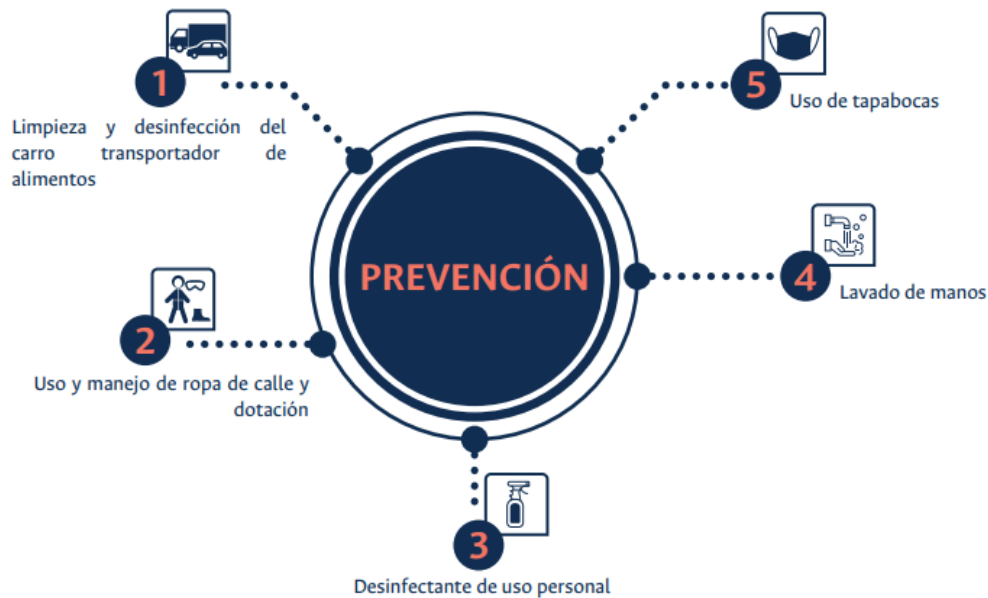 1
Limpieza y desinfección del
carro transportador de
alimentos
2
Uso y manejo de ropa de calle y
dotación
3
Desinfectante de uso personal
4
Lavado de manos
5
Uso de tapabocas
PREVENCIÓN